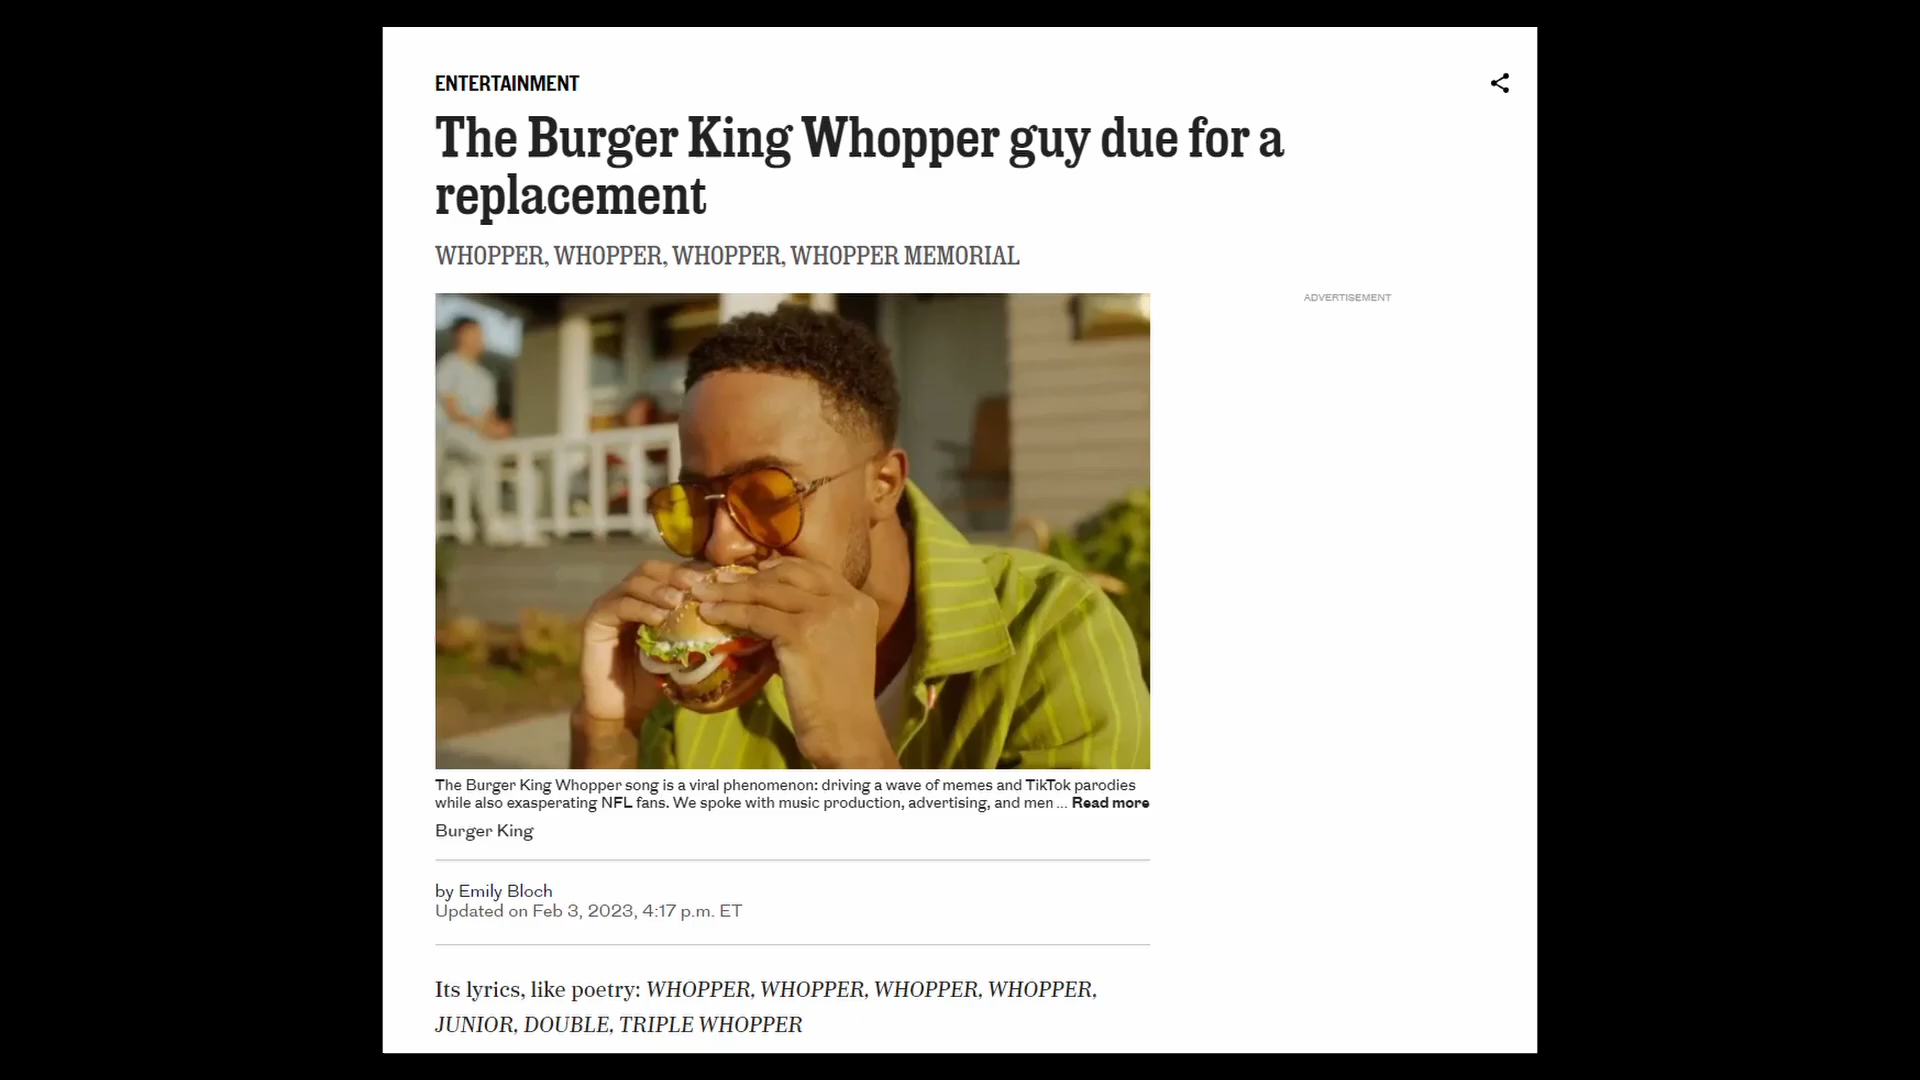 ENTERTAINMENT
The Burger King Whopper guy due for a
replacement
WHOPPER, WHOPPER, WHOPPER, WHOPPER MEMORIAL
ADVERTISEMENT
The Burger King Whopper song is a viral phenomenon: driving a wave of memes and TikTok parodies
while also exasperating NFL fans. We spoke with music production, advertising, and men ... Read more
Burger King
by Emily Bloch
Updated on Feb 3, 2023, 4:17 p.m. ET
Its lyrics, like poetry: WHOPPER, WHOPPER, WHOPPER, WHOPPER,
JUNIOR, DOUBLE, TRIPLE WHOPPER